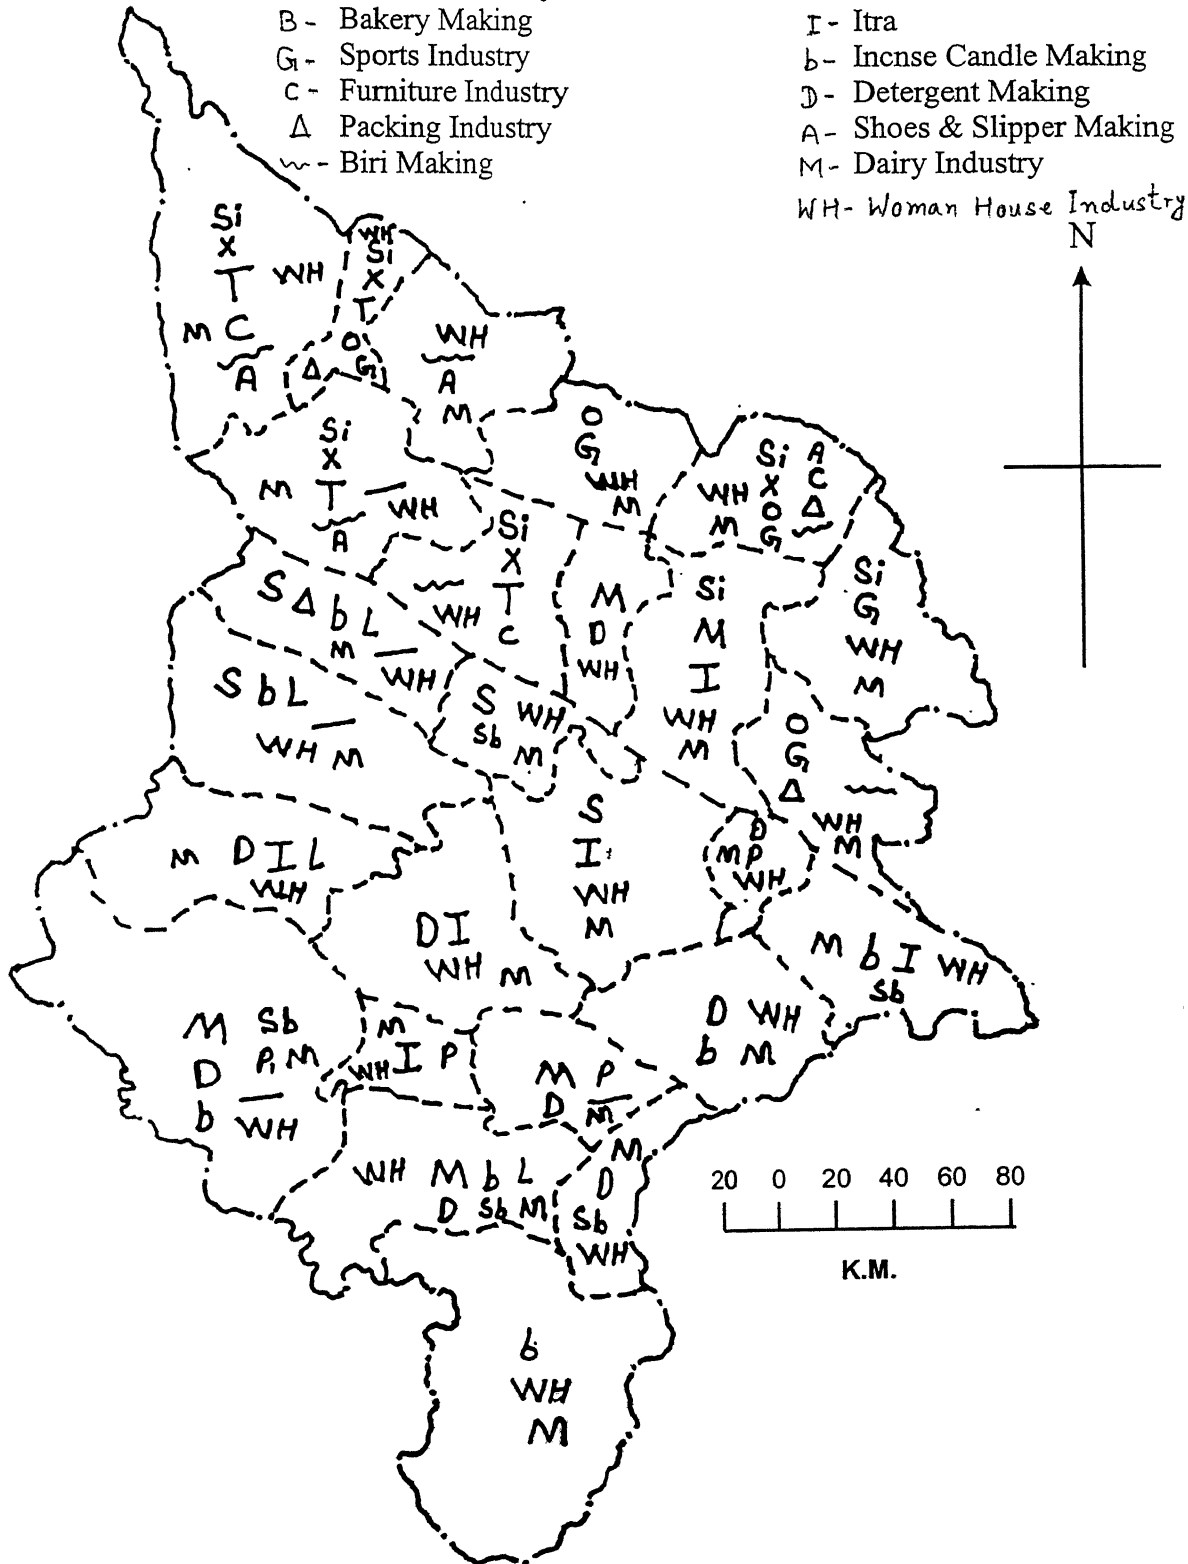 B - Bakery Making
G - Sports Industry
C - Furniture Industry
Δ Packing Industry
~ - Biri Making
I - Itra
b - Incnse Candle Making
D - Detergent Making
A - Shoes & Slipper Making
M - Dairy Industry
WH - Woman House Industry
N
Si
X
T WH
M C
A
WH
Si
X
T
O
Δ G
WH
A
M
Si
X
M T WH
A
O
G
WH
M
Si A
WH X C
M O Δ
G
Si
G
WH
M
Si
X
WH T
C
M
D
WH
Si
M
I
WH
M
S Δ b L
M WH
S b L
WH M
S WH
Sb M
O
G
Δ
WH
M
D
M P
WH
S
I
WH
M
M D I L
WH
D I
WH M
M b I WH
Sb
D WH
b M
M Sb
D P, M
b WH
M
WH I P
M P
D M
WH M b L
D Sb M
M
D
Sb
WH
b
WH
M
20 0 20 40 60 80
K.M.